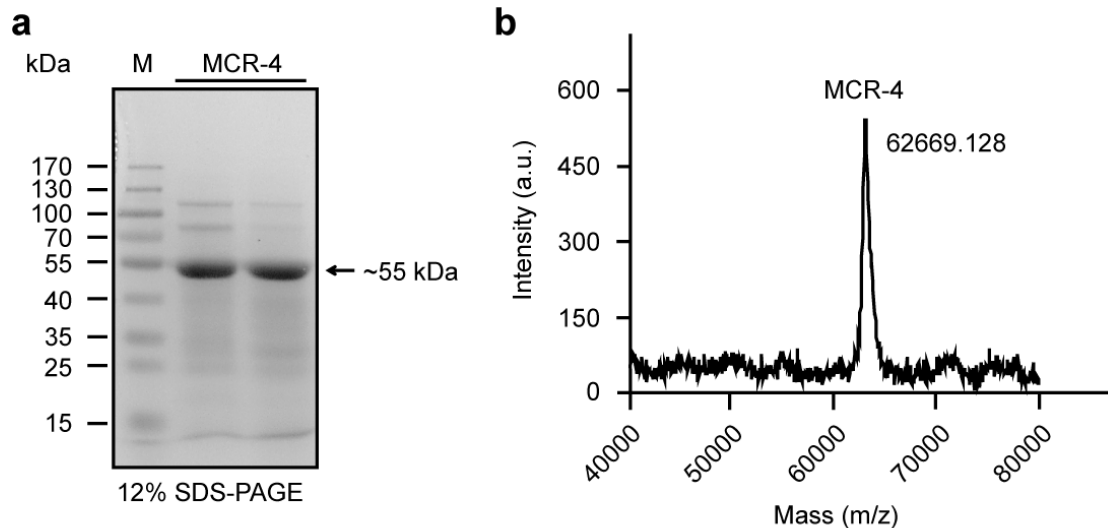 a
kDa M MCR-4
170
130
100
70
55
40
35
25
15
~55 kDa
12% SDS-PAGE
b
Intensity (a.u.)
600
450
300
150
0
MCR-4
62669.128
40000 50000 60000 70000 80000
Mass (m/z)